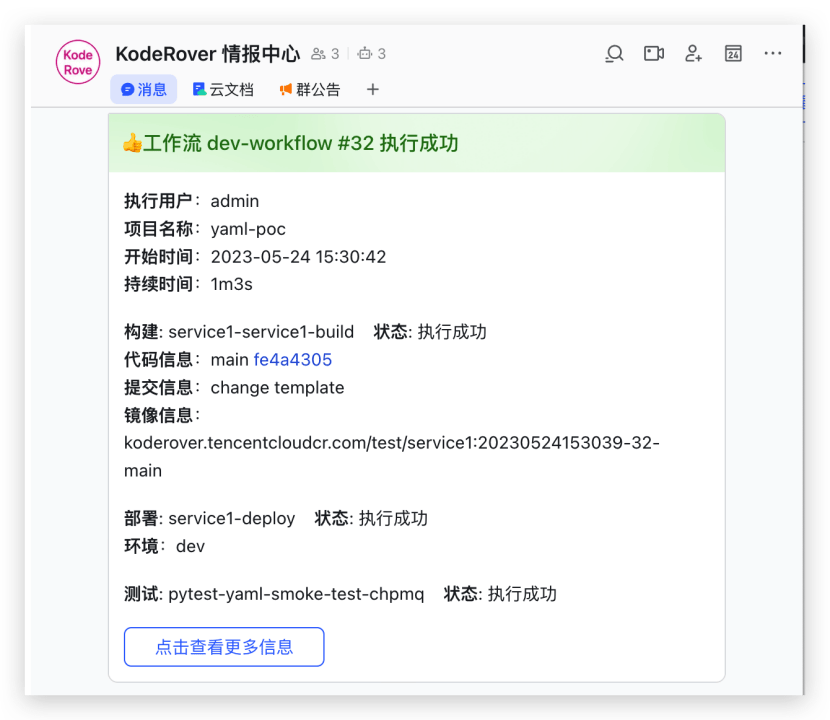 Kode
Rove
KodeRover 情报中心 3 3
24
消息 云文档 群公告
👍工作流 dev-workflow #32 执行成功
执行用户：admin
项目名称：yaml-poc
开始时间：2023-05-24 15:30:42
持续时间：1m3s
构建: service1-service1-build 状态: 执行成功
代码信息：main fe4a4305
提交信息：change template
镜像信息：
koderover.tencentcloudcr.com/test/service1:20230524153039-32-
main
部署: service1-deploy 状态: 执行成功
环境：dev
测试: pytest-yaml-smoke-test-chpmq 状态: 执行成功
点击查看更多信息